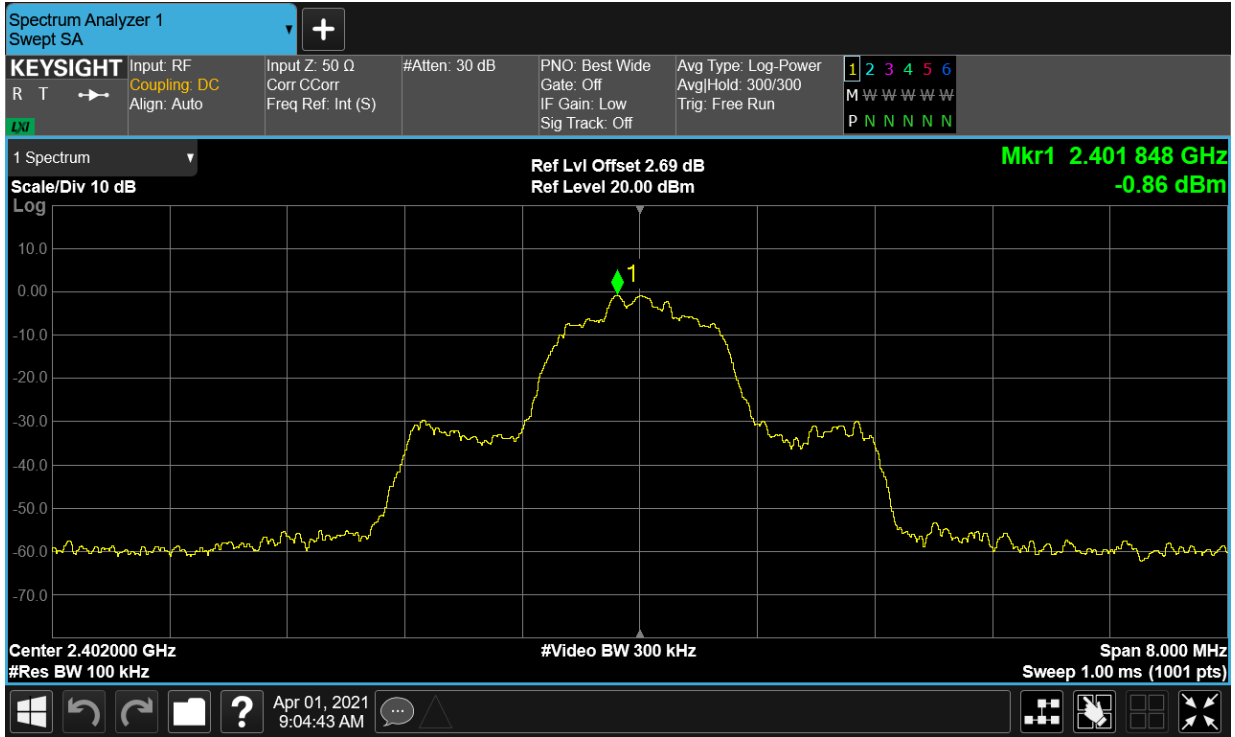 Spectrum Analyzer 1
Swept SA
KEYSIGHT
R T
LXI
Input: RF
Coupling: DC
Align: Auto
Input Z: 50 Ω
Corr CCorr
Freq Ref: Int (S)
#Atten: 30 dB
PNO: Best Wide
Gate: Off
IF Gain: Low
Sig Track: Off
Avg Type: Log-Power
Avg|Hold: 300/300
Trig: Free Run
1 2 3 4 5 6
M W W W W W
P N N N N N
1 Spectrum
Scale/Div 10 dB
Log
Ref Lvl Offset 2.69 dB
Ref Level 20.00 dBm
Mkr1 2.401 848 GHz
-0.86 dBm
10.0
0.00
-10.0
-20.0
-30.0
-40.0
-50.0
-60.0
-70.0
1
Center 2.402000 GHz
#Res BW 100 kHz
#Video BW 300 kHz
Span 8.000 MHz
Sweep 1.00 ms (1001 pts)
?
Apr 01, 2021
9:04:43 AM